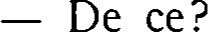 — De ce?